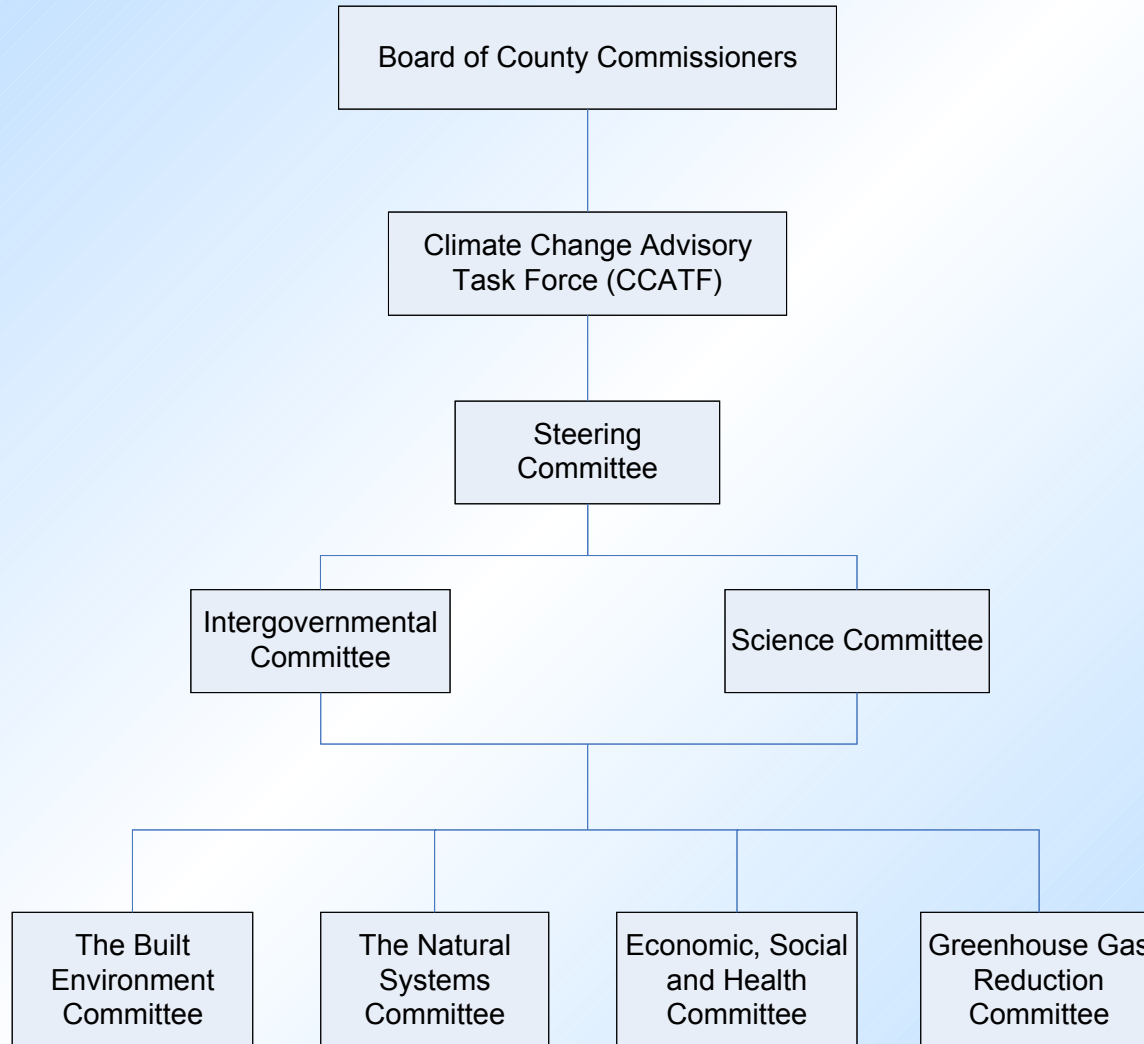 Board of County Commissioners
Climate Change Advisory
Task Force (CCATF)
Steering
Committee
Intergovernmental
Committee
Science Committee
The Built
Environment
Committee
The Natural
Systems
Committee
Economic, Social
and Health
Committee
Greenhouse Gas
Reduction
Committee